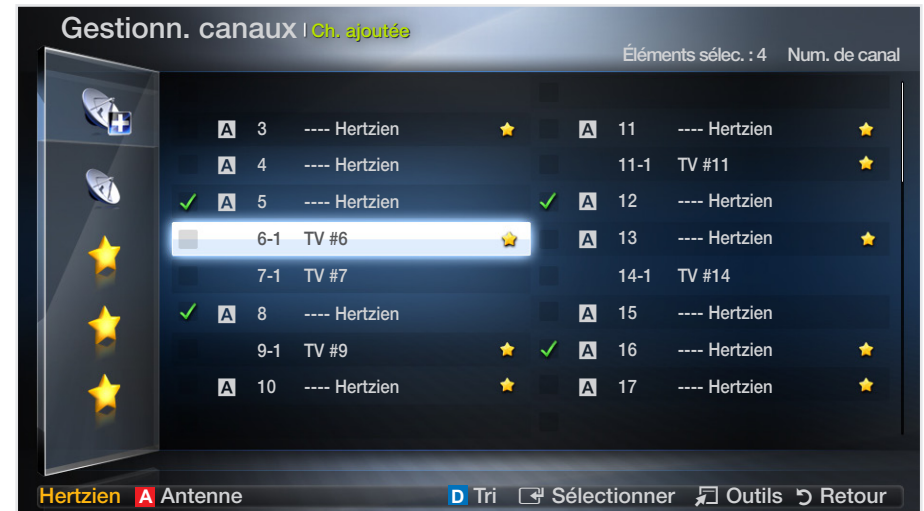 Gestionn. canaux | Ch. ajoutée
Éléments sélec. : 4 Num. de canal
A 3 ---- Hertzien
A 4 ---- Hertzien
A 5 ---- Hertzien
6-1 TV #6
7-1 TV #7
A 8 ---- Hertzien
9-1 TV #9
A 10 ---- Hertzien
A 11 ---- Hertzien
11-1 TV #11
A 12 ---- Hertzien
A 13 ---- Hertzien
14-1 TV #14
A 15 ---- Hertzien
A 16 ---- Hertzien
A 17 ---- Hertzien
Hertzien A Antenne D Tri Sélectionner Outils Retour